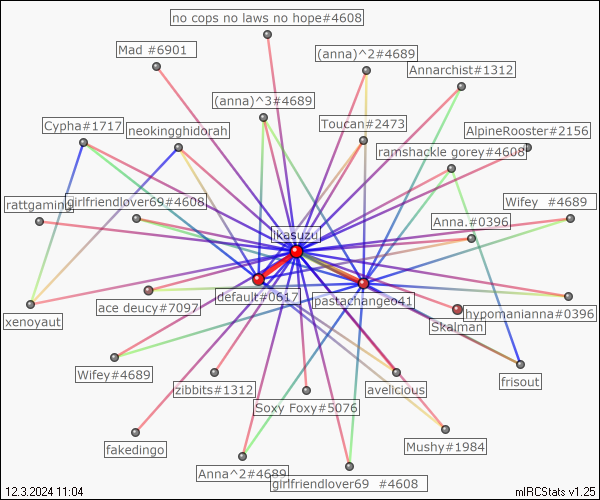 no cops no laws no hope#4608
Mad #6901
(anna)^2#4689
Annarchist#1312
(anna)^3#4689
Cypha#1717
neokingghidorah
Toucan#2473
AlpineRooster#2156
ramshackle gorey#4608
rattgaming
girlfriendlover69#4608
Wifey #4689
Anna.#0396
jkasuzu
default#0617
pastachangeo41
ace deucy#7097
hypomanianna#0396
xenoyaut
Skalman
Wifey#4689
zibbits#1312
avelicious
frisout
Soxy Foxy#5076
fakedingo
Mushy#1984
Anna^2#4689
girlfriendlover69 #4608
12.3.2024 11:04
mIRCStats v1.25